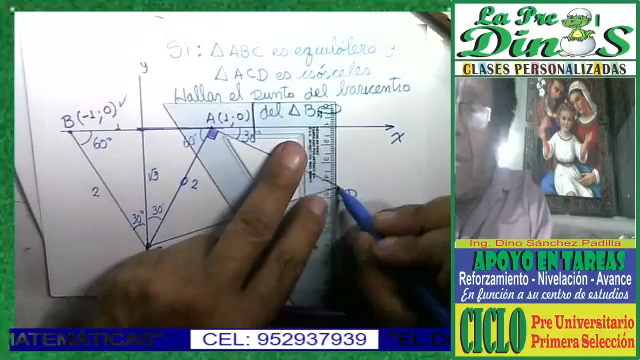 Si: △ABC es equilátero y
△ACD es isósceles
Hallar el punto del baricentro
del △B
y
B(-1;0)
A(1;0)
x
60°
60°
30°
2
√3
2
30°
30°
D
La Pre
Dinos
CLASES PERSONALIZADAS
Ing. Dino Sánchez Padilla
APOYO EN TAREAS
Reforzamiento - Nivelación - Avance
En función a su centro de estudios
CICLO
Pre Universitario
Primera Selección
MATEMÁTICAS"
CEL: 952937939
"EL D